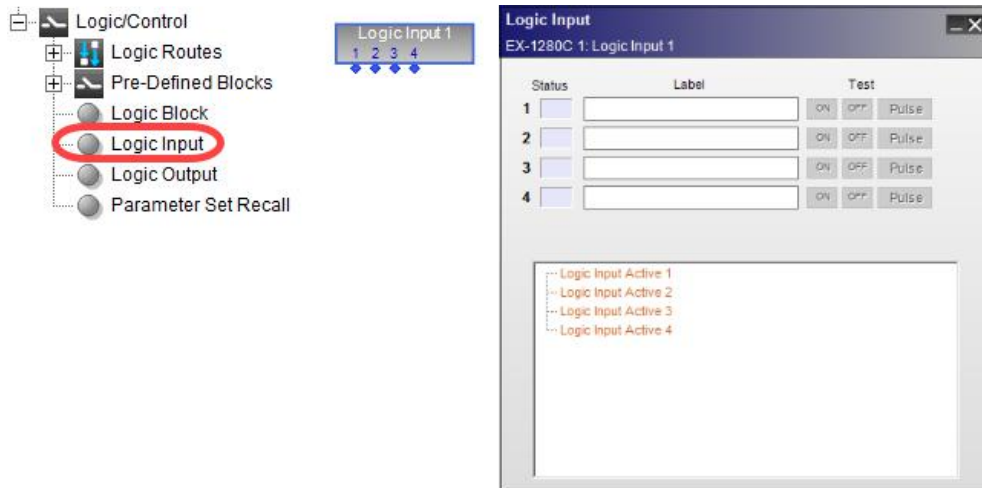 Logic/Control
Logic Routes
Pre-Defined Blocks
Logic Block
Logic Input
Logic Output
Parameter Set Recall
Logic Input 1
1 2 3 4
Logic Input
EX-1280C 1: Logic Input 1
Status Label Test
1 ON OFF Pulse
2 ON OFF Pulse
3 ON OFF Pulse
4 ON OFF Pulse
Logic Input Active 1
Logic Input Active 2
Logic Input Active 3
Logic Input Active 4